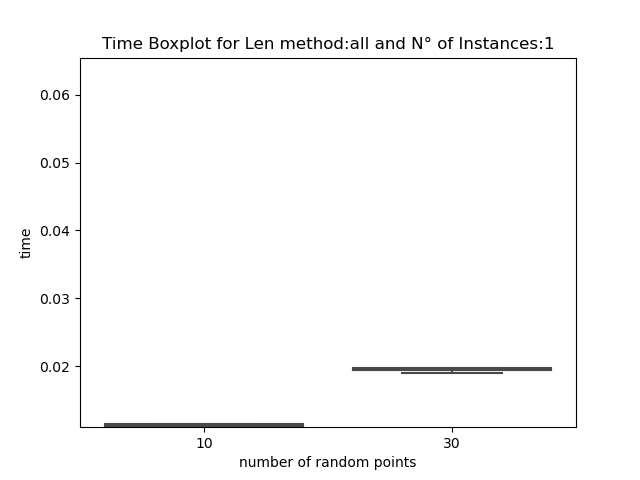 Time Boxplot for Len method:all and N° of Instances:1
0.06
0.05
0.04
0.03
0.02
time
10
30
number of random points